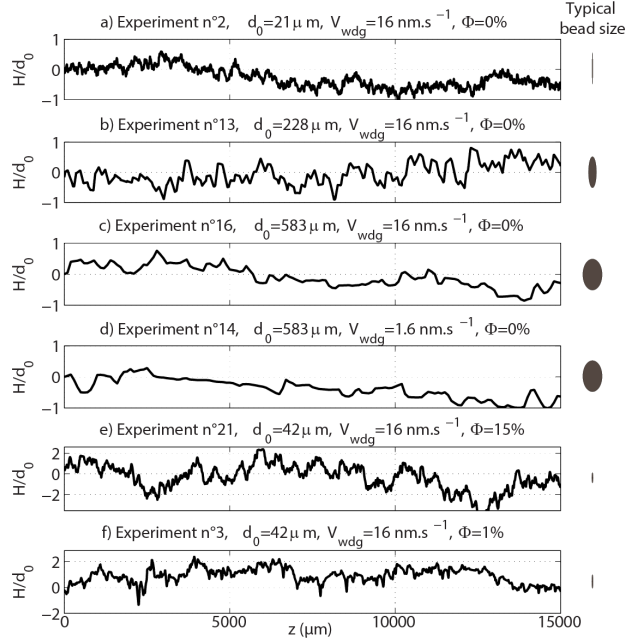 Typical
bead size
a) Experiment n°2, d0=21 μ m, Vwdg=16 nm.s −1, Φ=0%
H/d0
1
0
−1
b) Experiment n°13, d0=228 μ m, Vwdg=16 nm.s −1, Φ=0%
H/d0
1
0
−1
c) Experiment n°16, d0=583 μ m, Vwdg=16 nm.s −1, Φ=0%
H/d0
1
0
−1
d) Experiment n°14, d0=583 μ m, Vwdg=1.6 nm.s −1, Φ=0%
H/d0
1
0
−1
e) Experiment n°21, d0=42 μ m, Vwdg=16 nm.s −1, Φ=15%
H/d0
2
0
−2
f) Experiment n°3, d0=42 μ m, Vwdg=16 nm.s −1, Φ=1%
H/d0
2
0
−2
0 5000 10000 15000
z (μm)